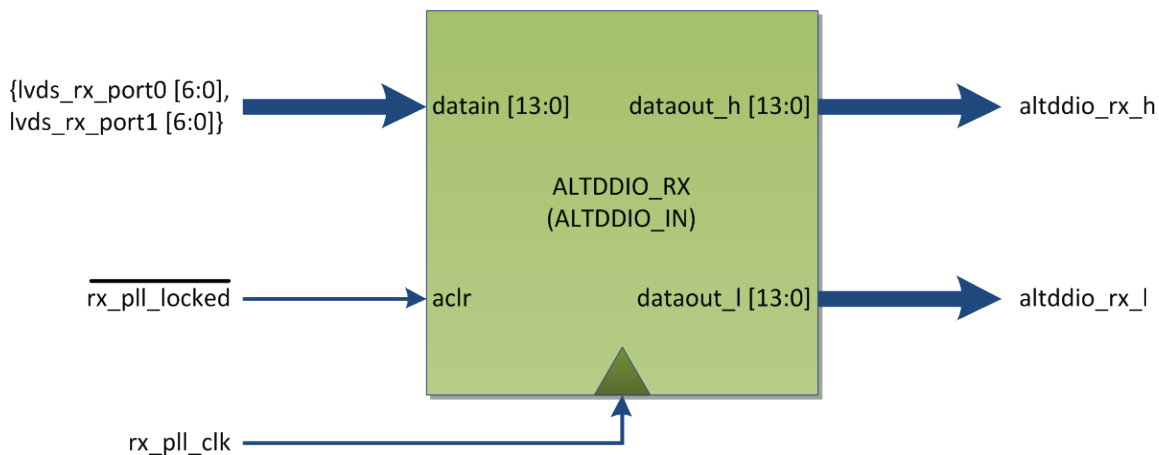 {lvds_rx_port0 [6:0],
lvds_rx_port1 [6:0]}
datain [13:0]
dataout_h [13:0]
altddio_rx_h
ALTDDIO_RX
(ALTDDIO_IN)
rx_pll_locked
aclr
dataout_l [13:0]
altddio_rx_l
rx_pll_clk